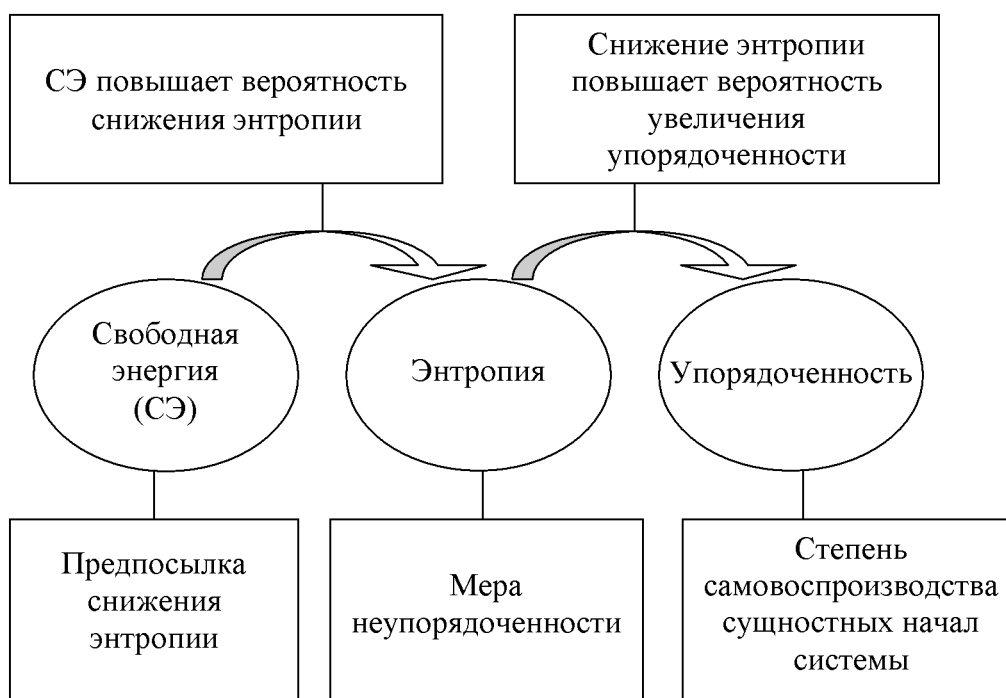 СЭ повышает вероятность
снижения энтропии
Снижение энтропии
повышает вероятность
увеличения
упорядоченности
Свободная
энергия
(СЭ)
Энтропия
Упорядоченность
Предпосылка
снижения
энтропии
Мера
неупорядоченности
Степень
самовоспроизводства
сущностных начал
системы